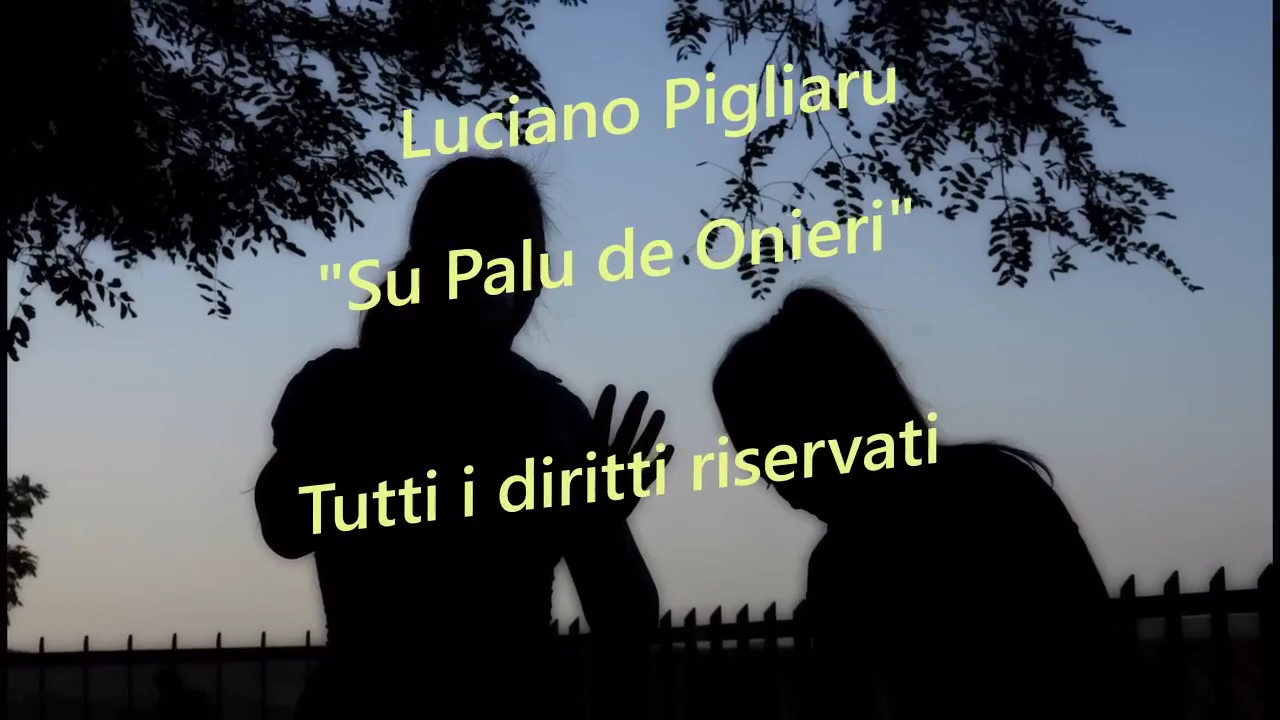 Luciano Pigliaru
"Su Palu de Onieri"
Tutti i diritti riservati